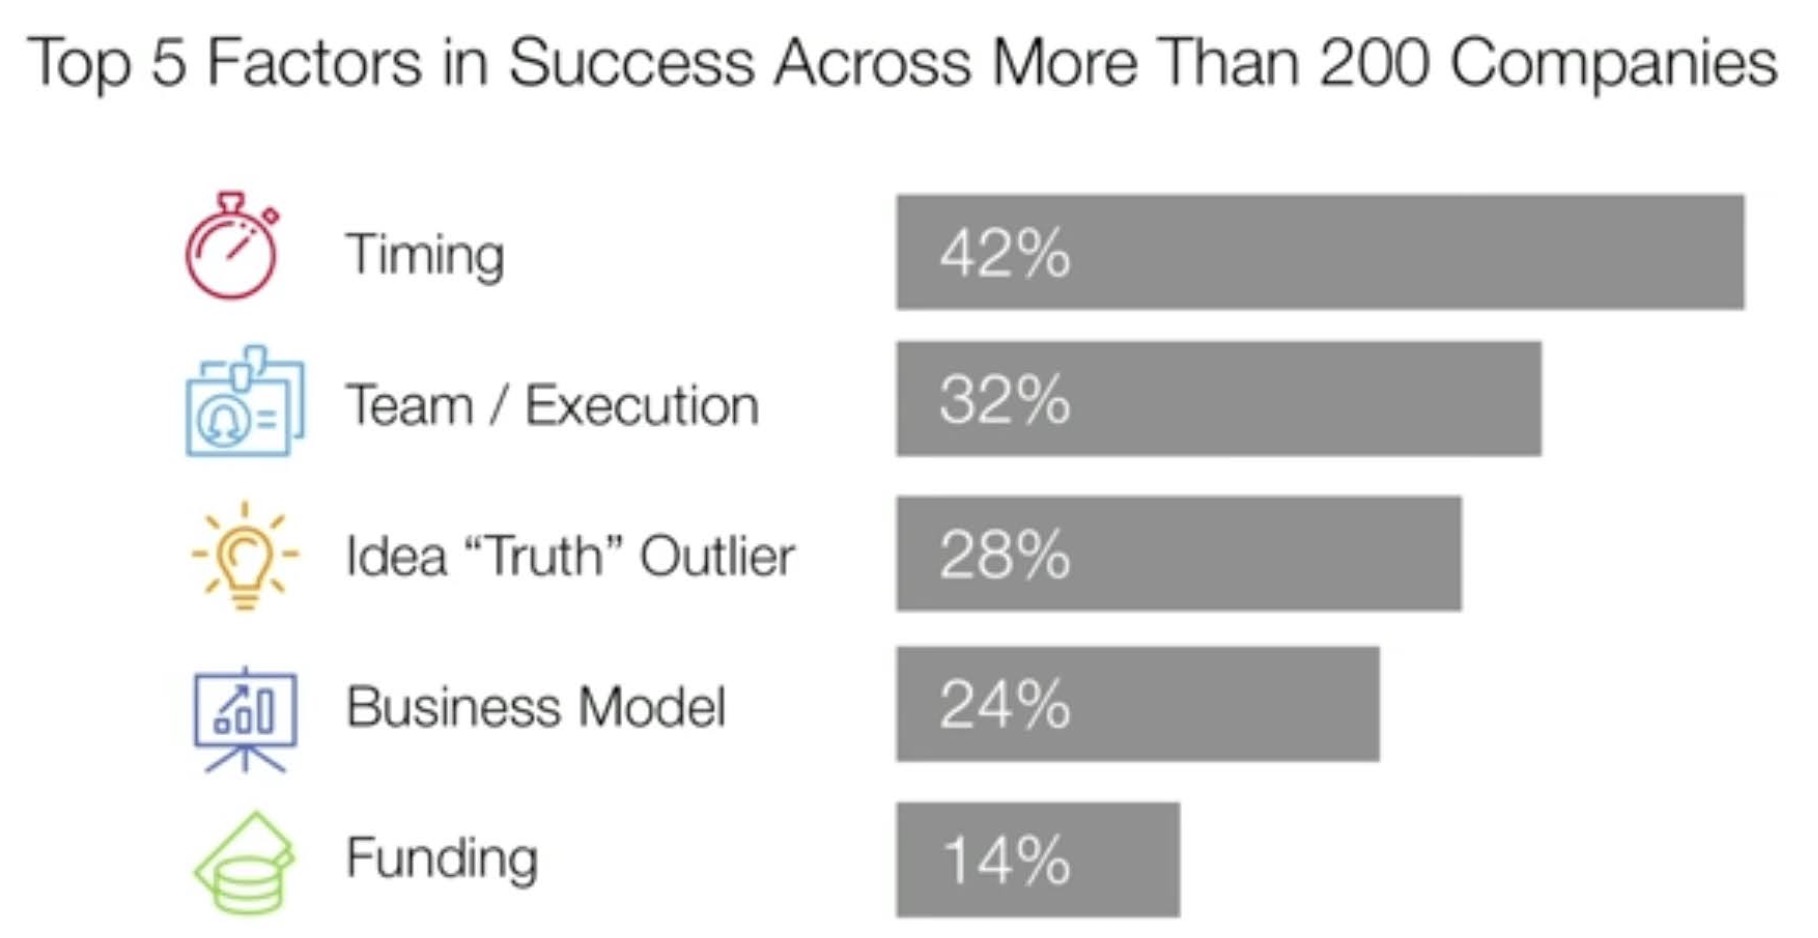 Top 5 Factors in Success Across More Than 200 Companies
Timing 42%
Team / Execution 32%
Idea “Truth” Outlier 28%
Business Model 24%
Funding 14%